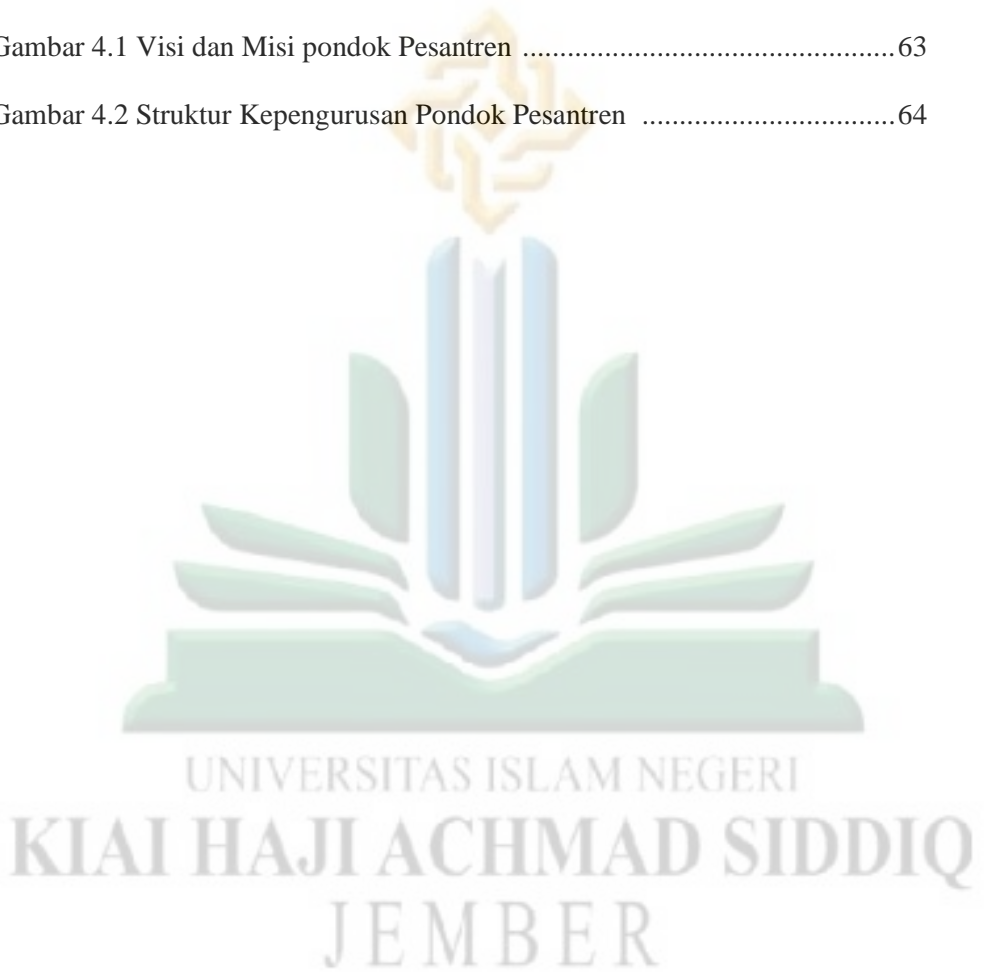 Gambar 4.1 Visi dan Misi pondok Pesantren ..................................................63
Gambar 4.2 Struktur Kepengurusan Pondok Pesantren ..................................64
UNIVERSITAS ISLAM NEGERI
KIAI HAJI ACHMAD SIDDIQ
JEMBER